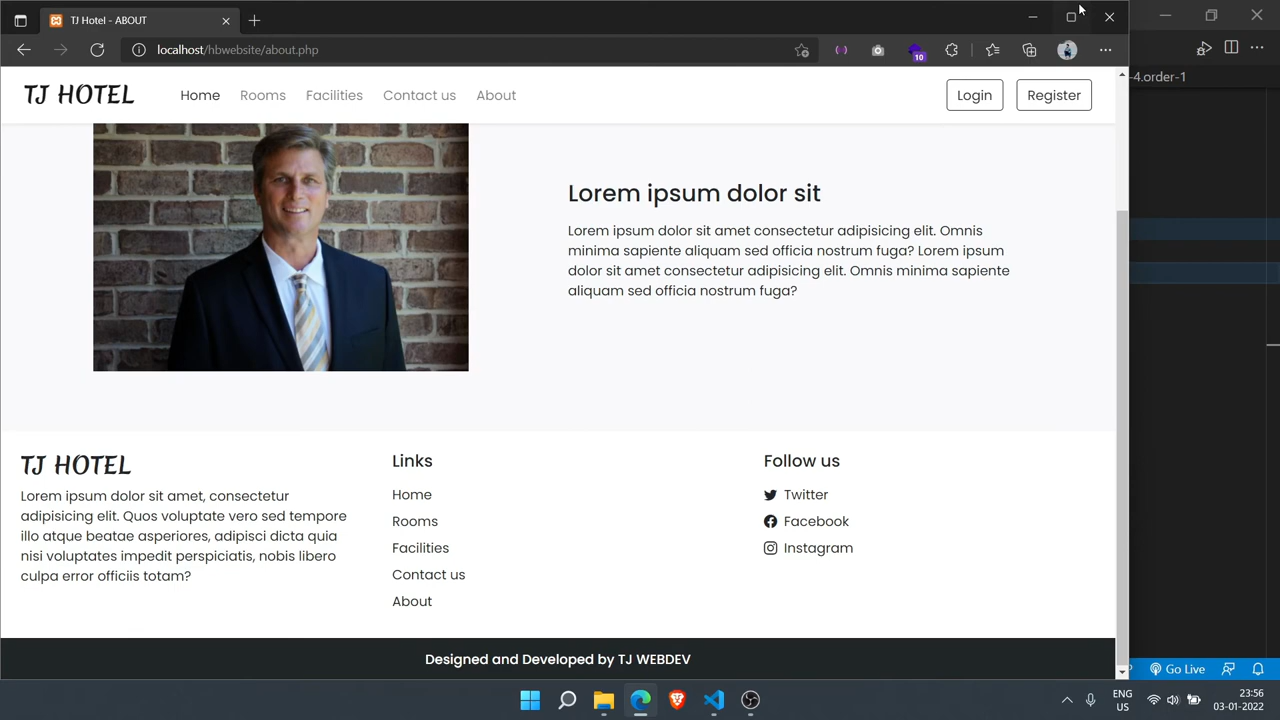 TJ Hotel - ABOUT
localhost/hbwebsite/about.php
10
-4.order-1
TJ HOTEL
Home
Rooms
Facilities
Contact us
About
Login
Register
Lorem ipsum dolor sit
Lorem ipsum dolor sit amet consectetur adipisicing elit. Omnis
minima sapiente aliquam sed officia nostrum fuga? Lorem ipsum
dolor sit amet consectetur adipisicing elit. Omnis minima sapiente
aliquam sed officia nostrum fuga?
TJ HOTEL
Lorem ipsum dolor sit amet, consectetur
adipisicing elit. Quos voluptate vero sed tempore
illo atque beatae asperiores, adipisci dicta quia
nisi voluptates impedit perspiciatis, nobis libero
culpa error officiis totam?
Links
Home
Rooms
Facilities
Contact us
About
Follow us
Twitter
Facebook
Instagram
Designed and Developed by TJ WEBDEV
Go Live
ENG
US
23:56
03-01-2022